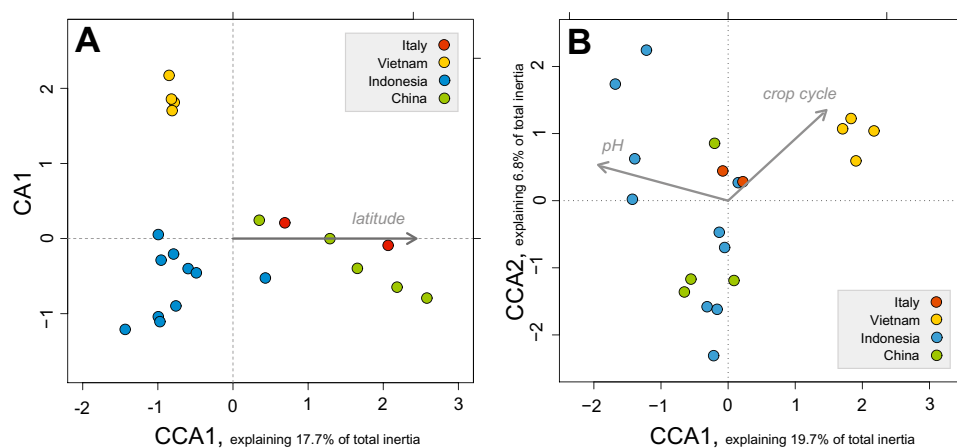 A
Italy
Vietnam
Indonesia
China
latitude
CA1
2
1
0
-1
-2
-1
0
1
2
3
CCA1, explaining 17.7% of total inertia
B
crop cycle
pH
CCA2, explaining 6.8% of total inertia
2
1
0
−1
−2
Italy
Vietnam
Indonesia
China
−2
−1
0
1
2
3
CCA1, explaining 19.7% of total inertia